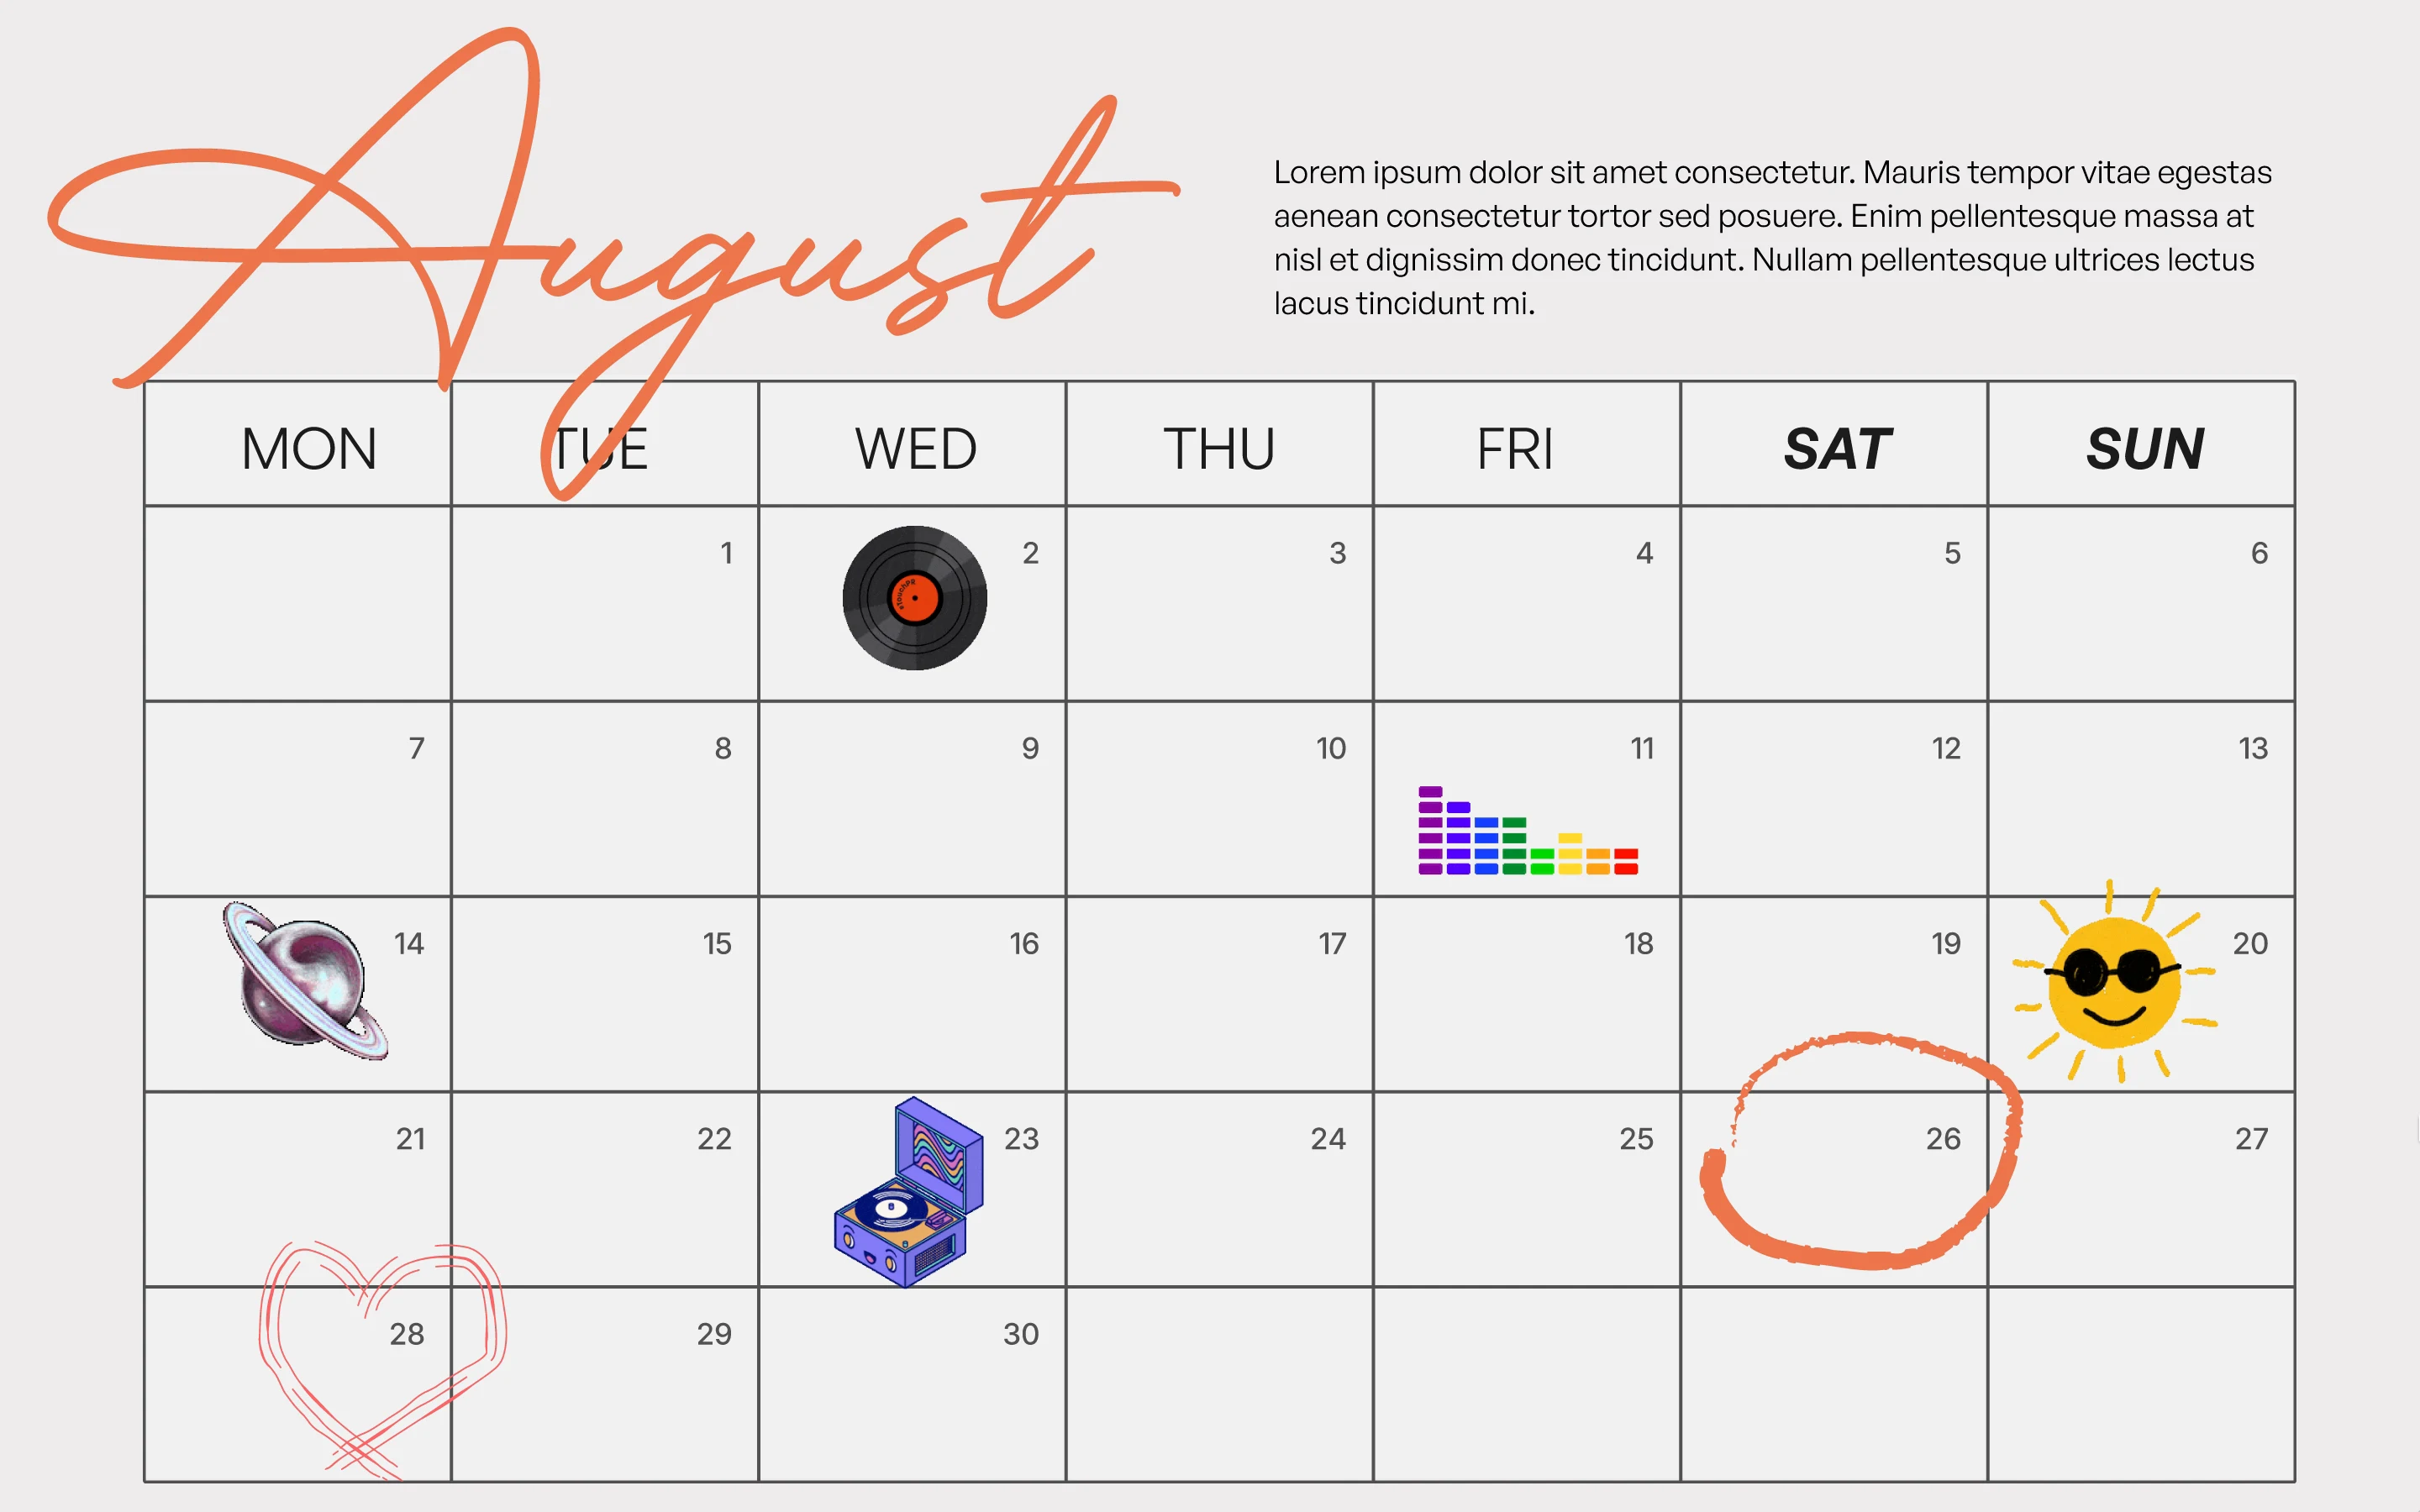 August
Lorem ipsum dolor sit amet consectetur. Mauris tempor vitae egestas
aenean consectetur tortor sed posuere. Enim pellentesque massa at
nisl et dignissim donec tincidunt. Nullam pellentesque ultrices lectus
lacus tincidunt mi.
MON TUE WED THU FRI SAT SUN
1 2 3 4 5 6
7 8 9 10 11 12 13
14 15 16 17 18 19 20
21 22 23 24 25 26 27
28 29 30